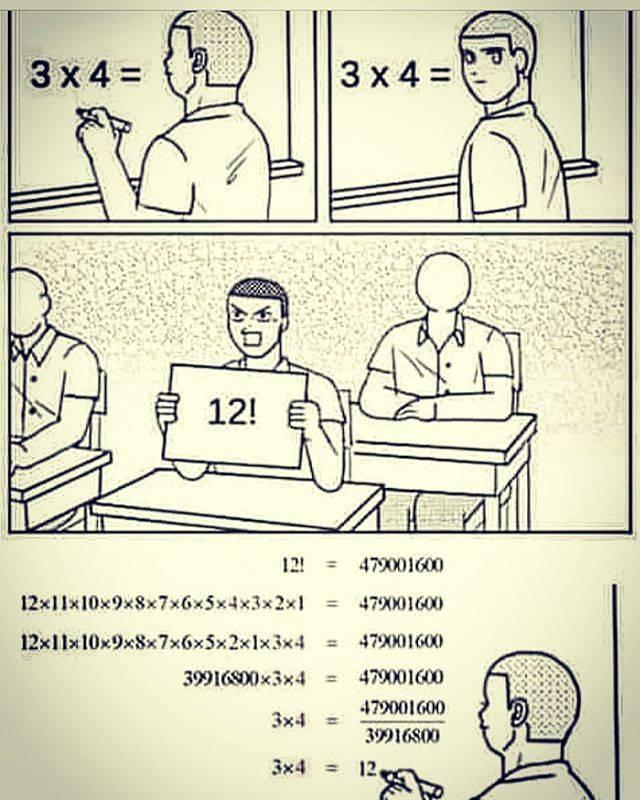 3 x 4 =
3 x 4 =
12!
12! = 479001600
12×11×10×9×8×7×6×5×4×3×2×1 = 479001600
12×11×10×9×8×7×6×5×2×1×3×4 = 479001600
39916800×3×4 = 479001600
3×4 = 479001600
39916800
3×4 = 12